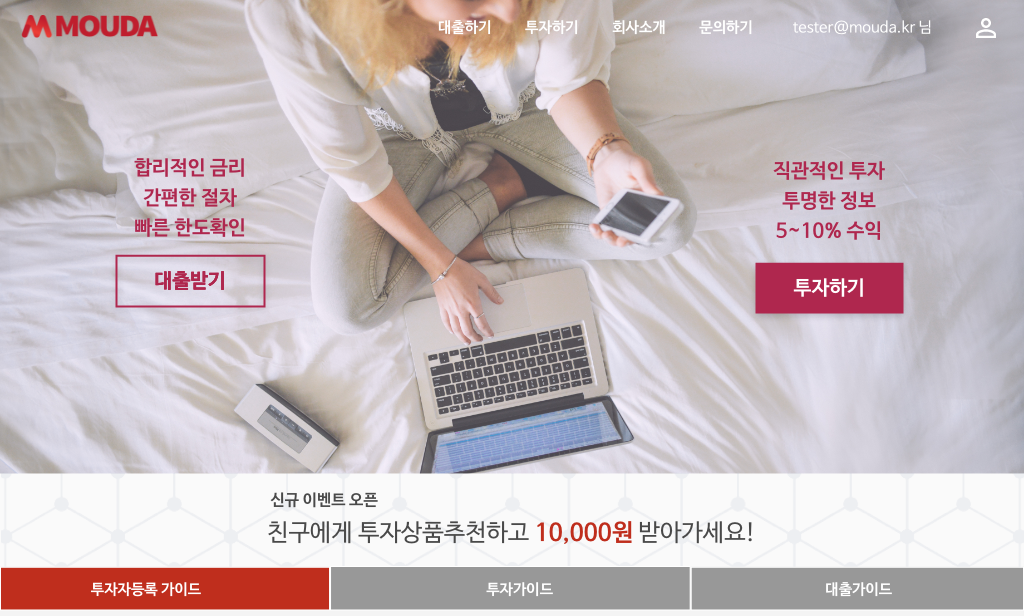 MOUDA
대출하기 투자하기 회사소개 문의하기 tester@mouda.kr 님
합리적인 금리
간편한 절차
빠른 한도확인
대출받기
직관적인 투자
투명한 정보
5~10% 수익
투자하기
신규 이벤트 오픈
친구에게 투자상품추천하고 10,000원 받아가세요!
투자자등록 가이드 투자가이드 대출가이드